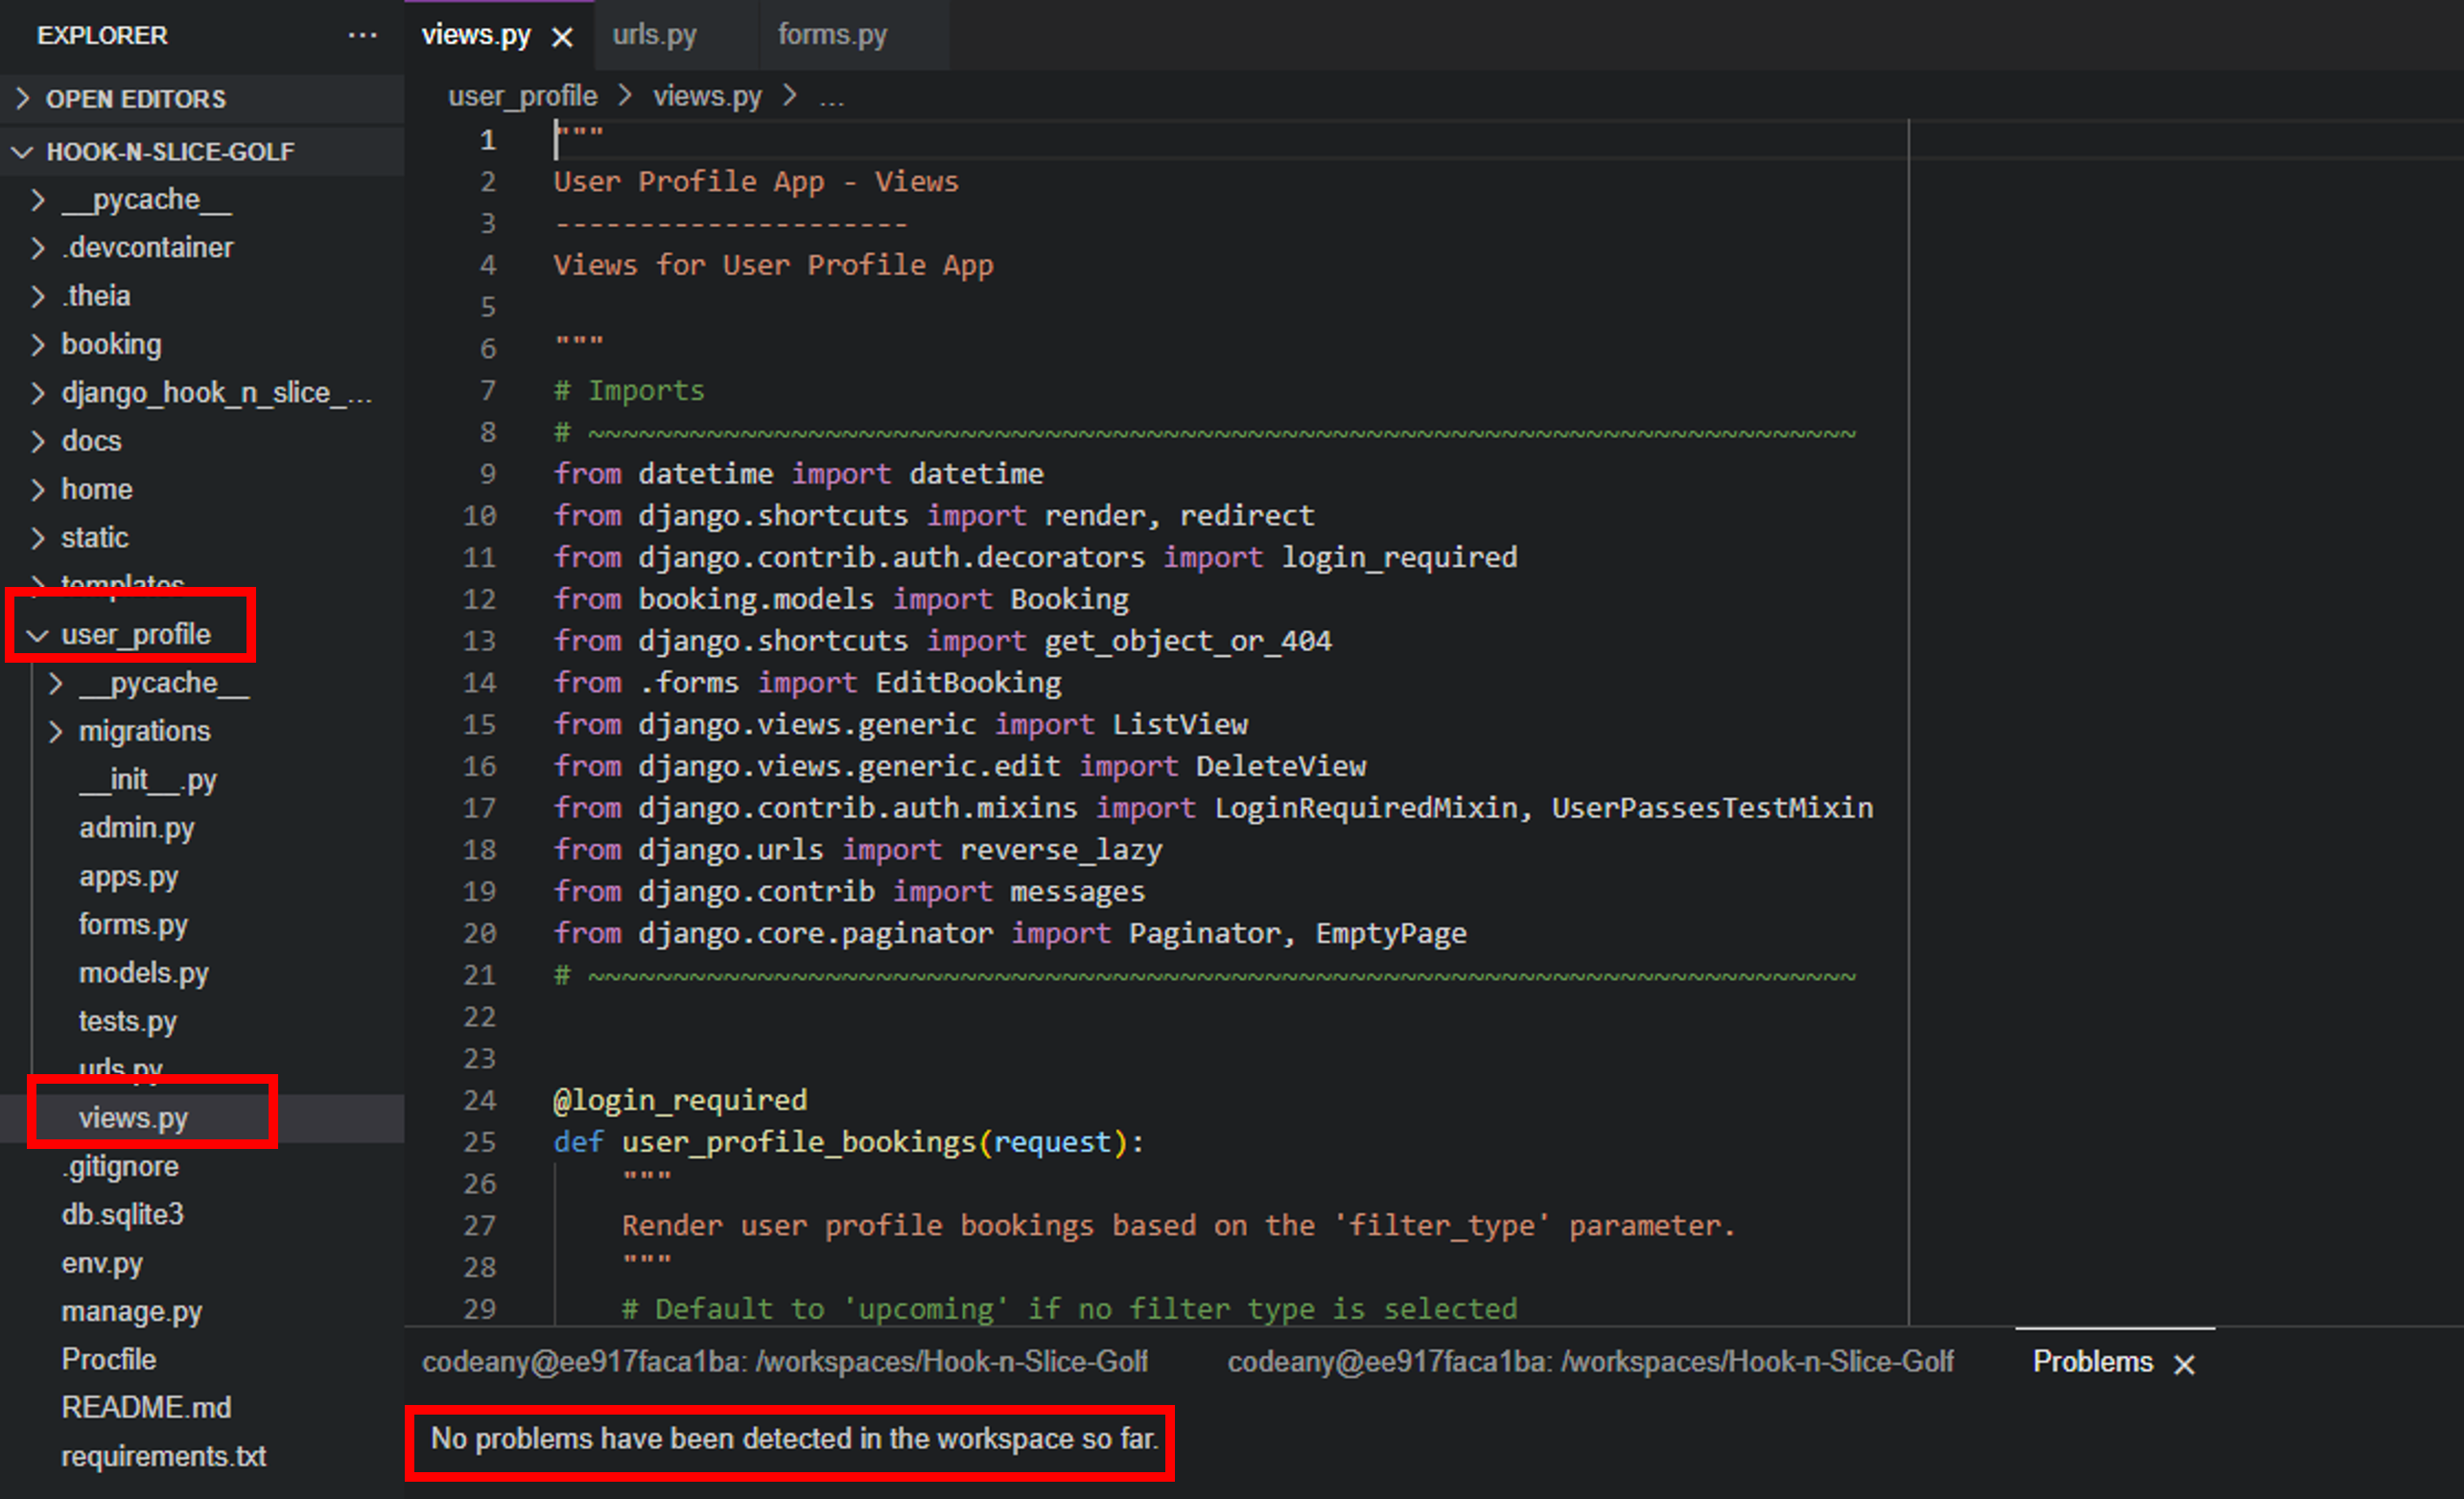 EXPLORER ...
OPEN EDITORS
HOOK-N-SLICE-GOLF
__pycache__
.devcontainer
.theia
booking
django_hook_n_slice_...
docs
home
static
templates
user_profile
__pycache__
migrations
__init__.py
admin.py
apps.py
forms.py
models.py
tests.py
urls.py
views.py
.gitignore
db.sqlite3
env.py
manage.py
Procfile
README.md
requirements.txt
views.py urls.py forms.py
user_profile > views.py > ...
1 """
2 User Profile App - Views
3 ---------------------
4 Views for User Profile App
5
6 """
7 # Imports
8 # ~~~~~~~~~~~~~~~~~~~~~~~~~~~~~~~~~~~~~~~~~~~~~~~~~~~~~~~~~~~~~~~~~~~~~~~~~~~
9 from datetime import datetime
10 from django.shortcuts import render, redirect
11 from django.contrib.auth.decorators import login_required
12 from booking.models import Booking
13 from django.shortcuts import get_object_or_404
14 from .forms import EditBooking
15 from django.views.generic import ListView
16 from django.views.generic.edit import DeleteView
17 from django.contrib.auth.mixins import LoginRequiredMixin, UserPassesTestMixin
18 from django.urls import reverse_lazy
19 from django.contrib import messages
20 from django.core.paginator import Paginator, EmptyPage
21 # ~~~~~~~~~~~~~~~~~~~~~~~~~~~~~~~~~~~~~~~~~~~~~~~~~~~~~~~~~~~~~~~~~~~~~~~~~~~
22
23
24 @login_required
25 def user_profile_bookings(request):
26     """
27     Render user profile bookings based on the 'filter_type' parameter.
28     """
29     # Default to 'upcoming' if no filter type is selected
codeany@ee917faca1ba: /workspaces/Hook-n-Slice-Golf codeany@ee917faca1ba: /workspaces/Hook-n-Slice-Golf Problems
No problems have been detected in the workspace so far.